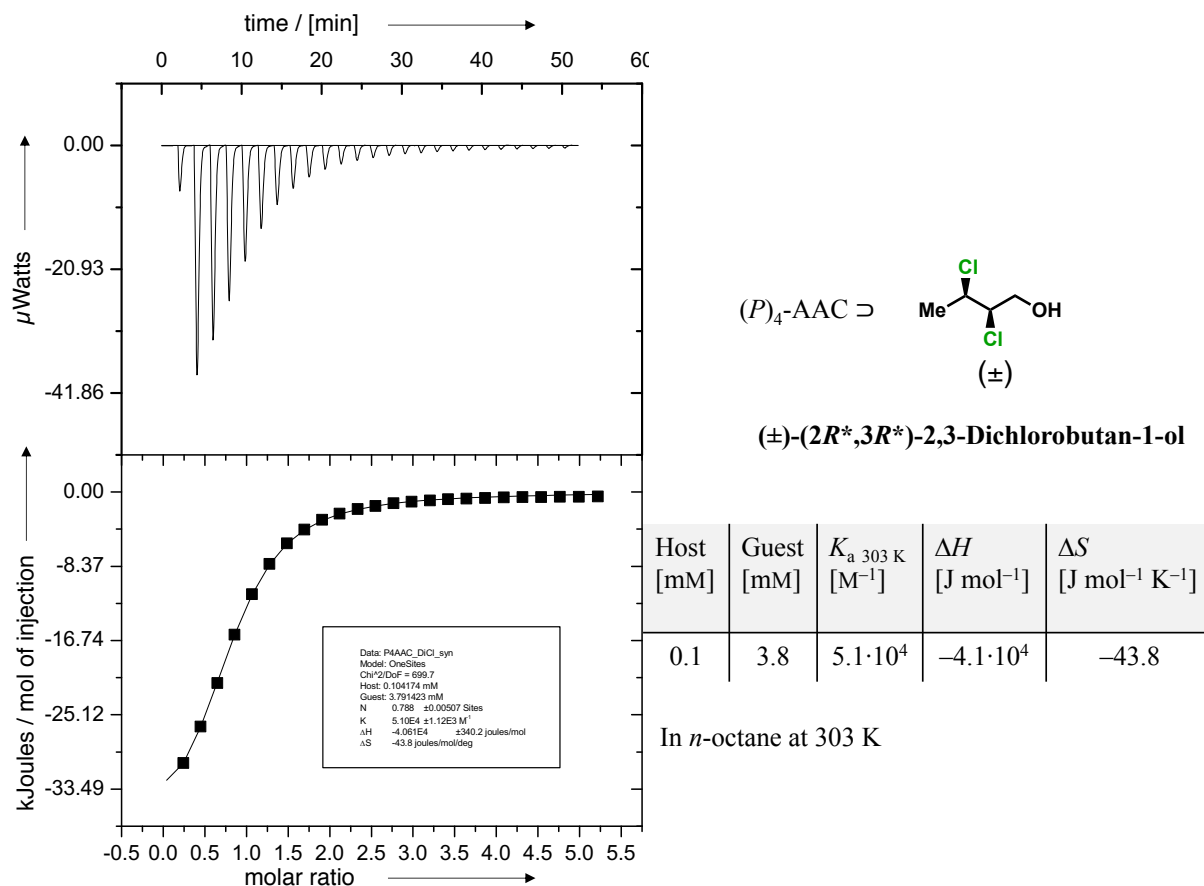 time / [min]
0 10 20 30 40 50
0.00
-20.93
-41.86
µWatts
0.00
-8.37
-16.74
-25.12
-33.49
kJoules / mol of injection
Data: P4AAC_DiCl_syn
Model: OneSites
Chi^2/DoF = 699.7
Host: 0.104174 mM
Guest: 3.791423 mM
N 0.788 ±0.00507 Sites
K 5.10E4 ±1.12E3 M⁻¹
ΔH -4.061E4 ±340.2 joules/mol
ΔS -43.8 joules/mol/deg
-0.5 0.0 0.5 1.0 1.5 2.0 2.5 3.0 3.5 4.0 4.5 5.0 5.5
molar ratio
(P)₄-AAC ⊃
Cl
Me
OH
Cl
(±)
(±)-(2R*,3R*)-2,3-Dichlorobutan-1-ol
Host Guest Kₐ ₃₀₃ K ΔH ΔS
[mM] [mM] [M⁻¹] [J mol⁻¹] [J mol⁻¹ K⁻¹]
0.1 3.8 5.1·10⁴ –4.1·10⁴ –43.8
In n-octane at 303 K